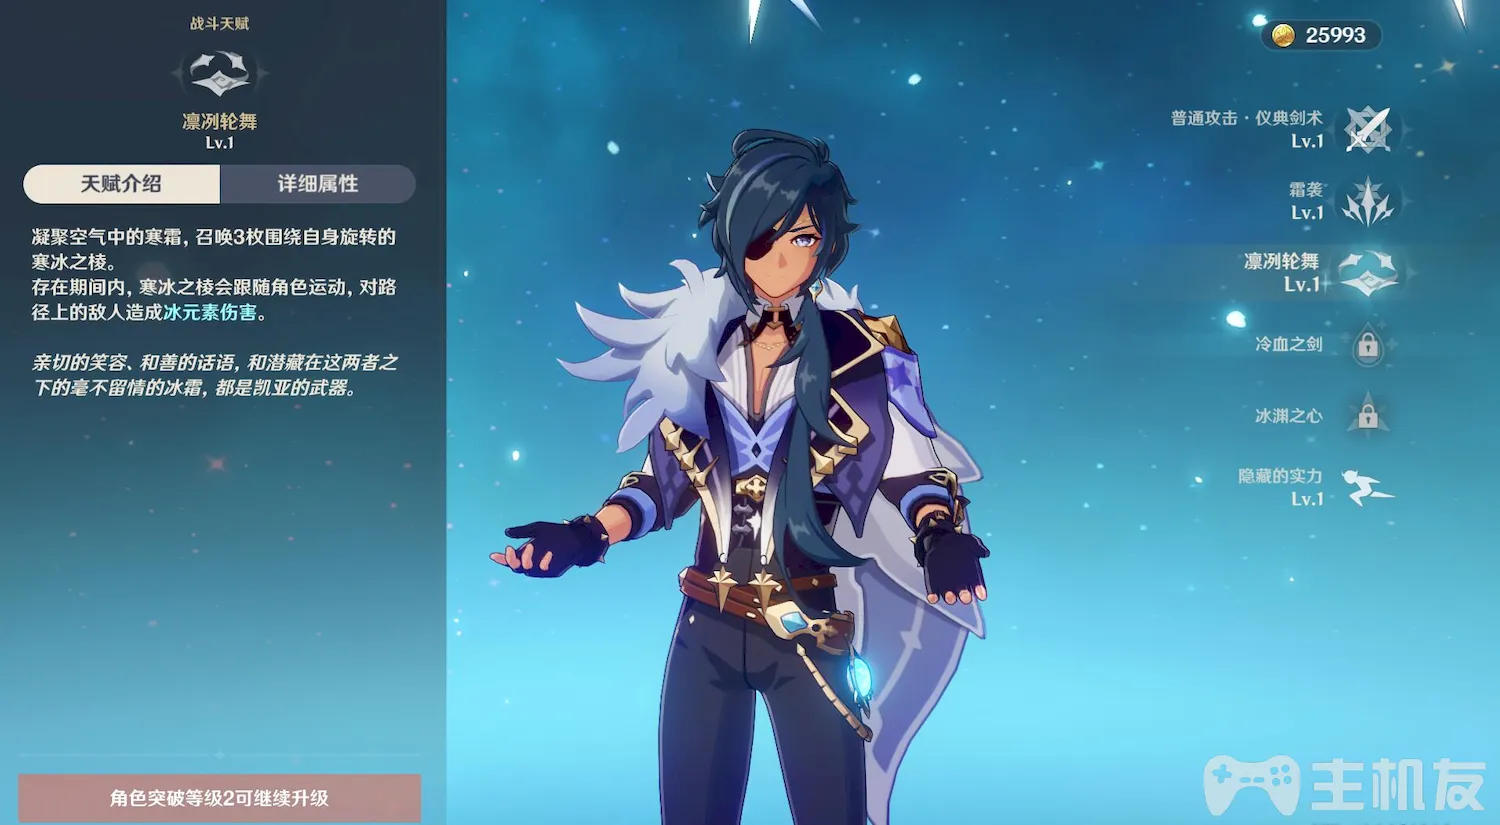 战斗天赋
凛冽轮舞
Lv.1
天赋介绍
详细属性
凝聚空气中的寒霜，召唤3枚围绕自身旋转的
寒冰之棱。
存在期间内，寒冰之棱会跟随角色运动，对路
径上的敌人造成冰元素伤害。
亲切的笑容、和善的话语，和潜藏在这两者之
下的毫不留情的冰霜，都是凯亚的武器。
角色突破等级2可继续升级
25993
普通攻击·仪典剑术
Lv.1
霜袭
Lv.1
凛冽轮舞
Lv.1
冷血之剑
冰渊之心
隐藏的实力
Lv.1
主机友